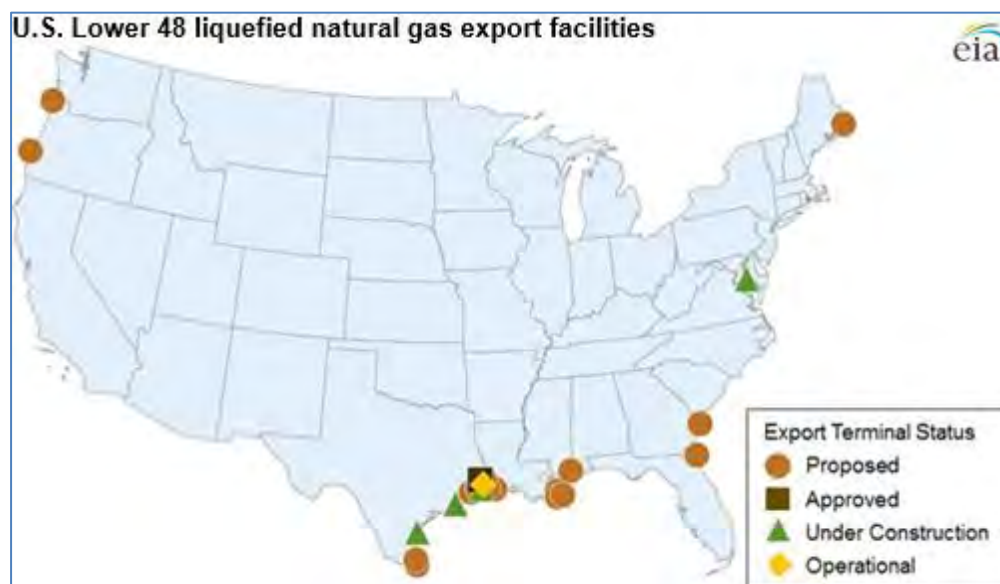 U.S. Lower 48 liquefied natural gas export facilities
eia
Export Terminal Status
Proposed
Approved
Under Construction
Operational